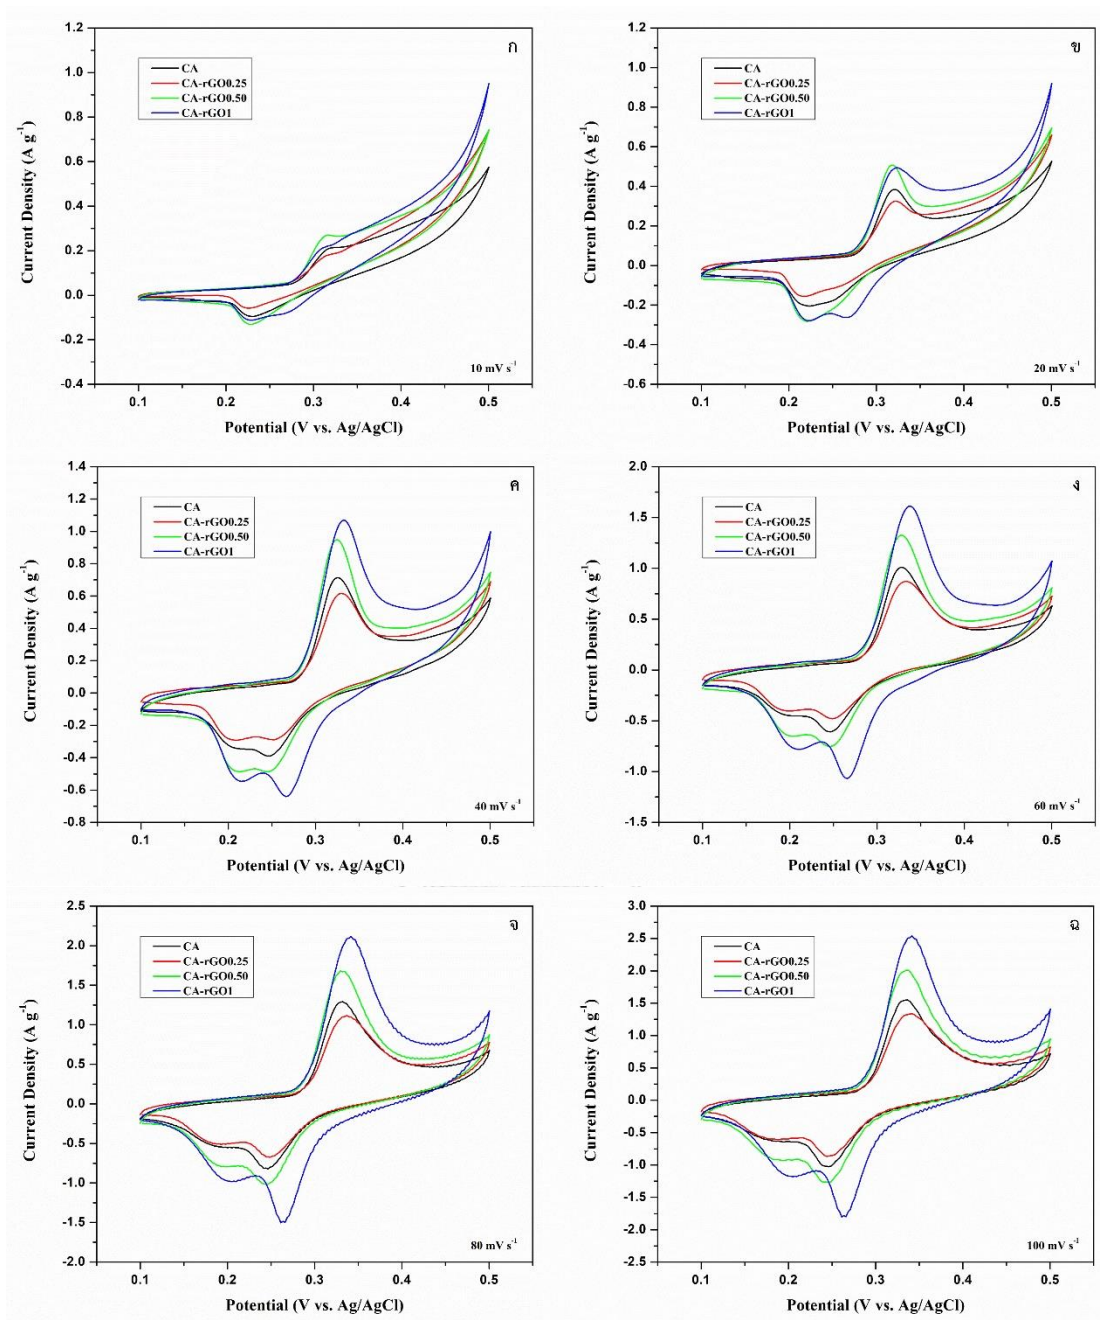 ก
CA
CA-rGO0.25
CA-rGO0.50
CA-rGO1
Current Density (A g⁻¹)
1.2
1.0
0.8
0.6
0.4
0.2
0.0
-0.2
-0.4
10 mV s⁻¹
0.1 0.2 0.3 0.4 0.5
Potential (V vs. Ag/AgCl)
ข
CA
CA-rGO0.25
CA-rGO0.50
CA-rGO1
Current Density (A g⁻¹)
1.2
1.0
0.8
0.6
0.4
0.2
0.0
-0.2
-0.4
-0.6
20 mV s⁻¹
0.1 0.2 0.3 0.4 0.5
Potential (V vs. Ag/AgCl)
ค
CA
CA-rGO0.25
CA-rGO0.50
CA-rGO1
Current Density (A g⁻¹)
1.4
1.2
1.0
0.8
0.6
0.4
0.2
0.0
-0.2
-0.4
-0.6
-0.8
40 mV s⁻¹
0.1 0.2 0.3 0.4 0.5
Potential (V vs. Ag/AgCl)
ง
CA
CA-rGO0.25
CA-rGO0.50
CA-rGO1
Current Density (A g⁻¹)
2.0
1.5
1.0
0.5
0.0
-0.5
-1.0
-1.5
60 mV s⁻¹
0.1 0.2 0.3 0.4 0.5
Potential (V vs. Ag/AgCl)
จ
CA
CA-rGO0.25
CA-rGO0.50
CA-rGO1
Current Density (A g⁻¹)
2.5
2.0
1.5
1.0
0.5
0.0
-0.5
-1.0
-1.5
-2.0
80 mV s⁻¹
0.1 0.2 0.3 0.4 0.5
Potential (V vs. Ag/AgCl)
ฉ
CA
CA-rGO0.25
CA-rGO0.50
CA-rGO1
Current Density (A g⁻¹)
3.0
2.5
2.0
1.5
1.0
0.5
0.0
-0.5
-1.0
-1.5
-2.0
-2.5
100 mV s⁻¹
0.1 0.2 0.3 0.4 0.5
Potential (V vs. Ag/AgCl)